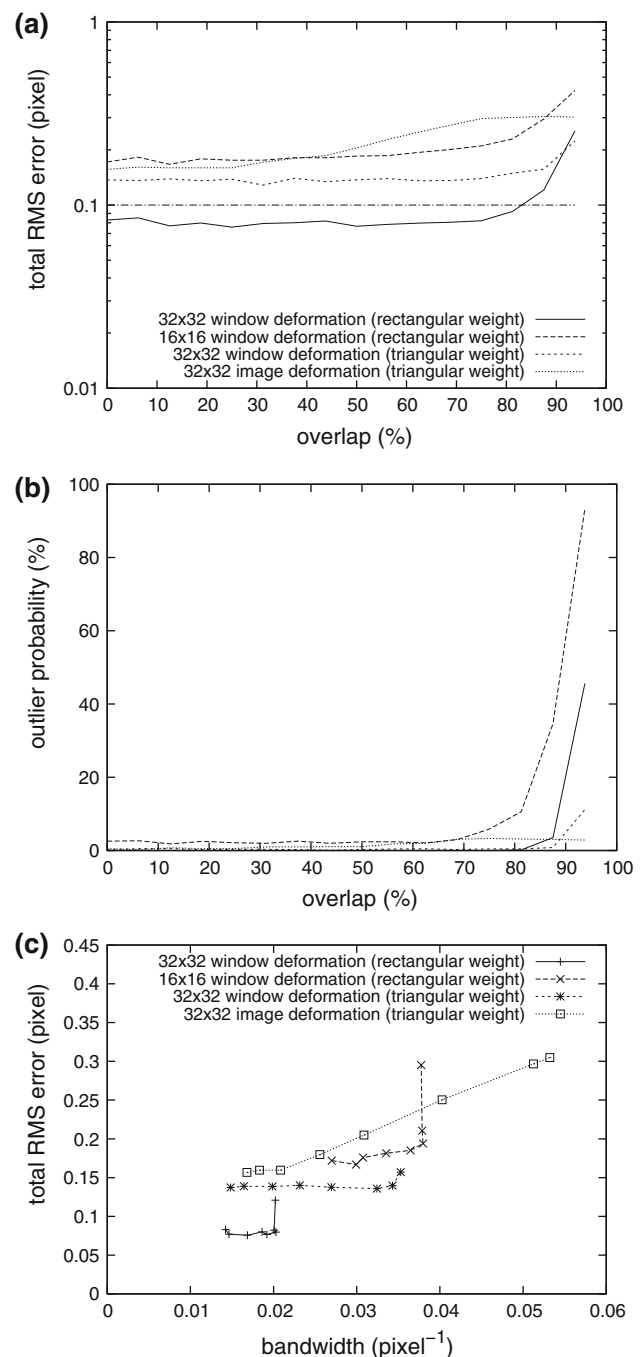 (a)
total RMS error (pixel)
1
0.1
0.01
32x32 window deformation (rectangular weight)
16x16 window deformation (rectangular weight)
32x32 window deformation (triangular weight)
32x32 image deformation (triangular weight)
0 10 20 30 40 50 60 70 80 90 100
overlap (%)
(b)
outlier probability (%)
100
80
60
40
20
0
0 10 20 30 40 50 60 70 80 90 100
overlap (%)
(c)
total RMS error (pixel)
0.45
0.4
0.35
0.3
0.25
0.2
0.15
0.1
0.05
0
32x32 window deformation (rectangular weight)
16x16 window deformation (rectangular weight)
32x32 window deformation (triangular weight)
32x32 image deformation (triangular weight)
0 0.01 0.02 0.03 0.04 0.05 0.06
bandwidth (pixel⁻¹)